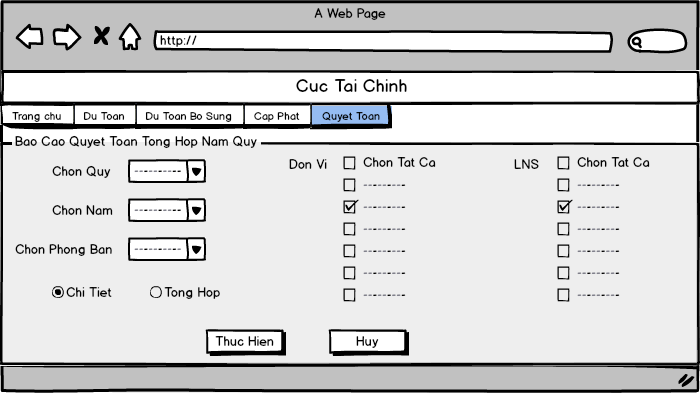 A Web Page
http://
Cuc Tai Chinh
Trang chu Du Toan Du Toan Bo Sung Cap Phat Quyet Toan
Bao Cao Quyet Toan Tong Hop Nam Quy
Chon Quy ----------
Chon Nam ----------
Chon Phong Ban ----------
Chi Tiet Tong Hop
Don Vi Chon Tat Ca
---------
---------
---------
---------
---------
---------
LNS Chon Tat Ca
---------
---------
---------
---------
---------
---------
Thuc Hien Huy